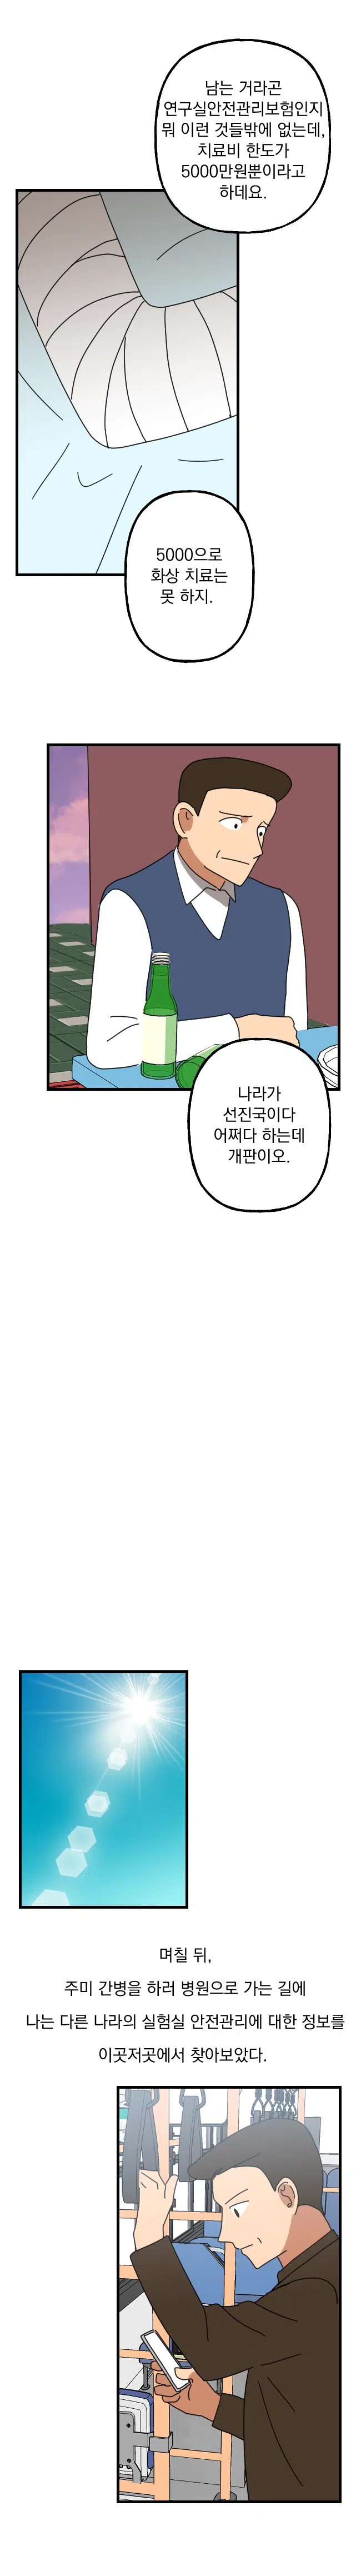 남는 거라곤
연구실안전관리보험인지
뭐 이런 것들밖에 없는데,
치료비 한도가
5000만원뿐이라고
하데요.
5000으로
화상 치료는
못 하지.
나라가
선진국이다
어쩌다 하는데
개판이오.
며칠 뒤,
주미 간병을 하러 병원으로 가는 길에
나는 다른 나라의 실험실 안전관리에 대한 정보를
이곳저곳에서 찾아보았다.